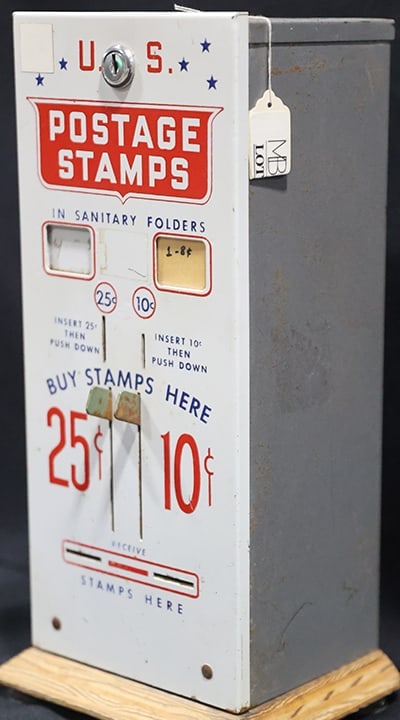 U. S.
POSTAGE
STAMPS
IN SANITARY FOLDERS
1-8¢
25¢ 10¢
INSERT 25¢
THEN
PUSH DOWN
INSERT 10¢
THEN
PUSH DOWN
BUY STAMPS HERE
25¢ 10¢
RECEIVE
STAMPS HERE
MB
LOT